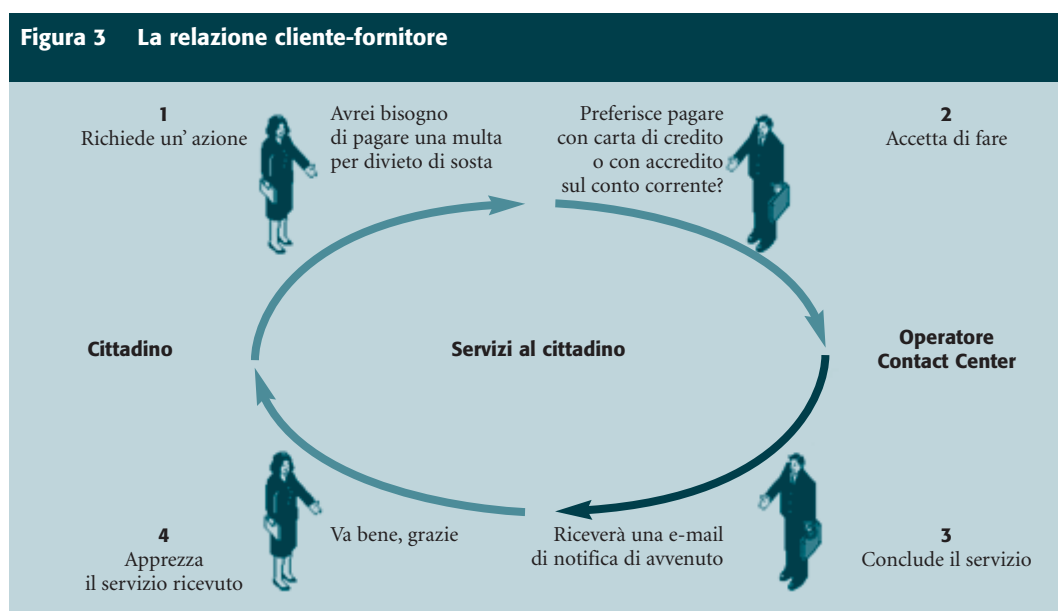 Figura 3 La relazione cliente-fornitore
1
Richiede un' azione
Avrei bisogno
di pagare una multa
per divieto di sosta
Preferisce pagare
con carta di credito
o con accredito
sul conto corrente?
2
Accetta di fare
Cittadino
Servizi al cittadino
Operatore
Contact Center
4
Apprezza
il servizio ricevuto
Va bene, grazie
Riceverà una e-mail
di notifica di avvenuto
3
Conclude il servizio